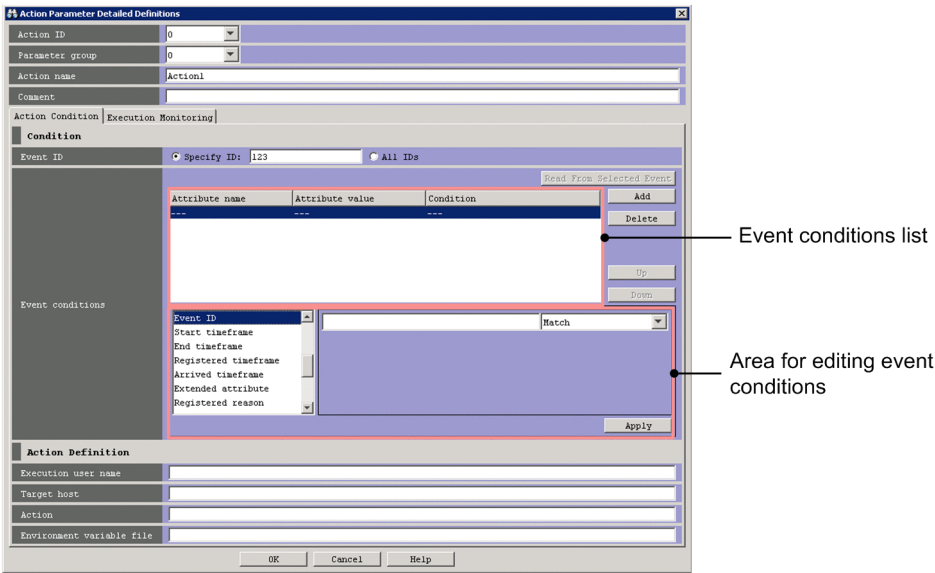 Action Parameter Detailed Definitions
Action ID 0
Parameter group 0
Action name Action1
Comment
Action Condition Execution Monitoring
Condition
Event ID Specify ID: 123 All IDs
Read From Selected Event
Attribute name Attribute value Condition Add
--- --- ---
Delete
Event conditions list
Up
Down
Event conditions
Event ID Match
Start timeframe
End timeframe
Registered timeframe
Arrived timeframe
Extended attribute
Registered reason
Area for editing event
conditions
Apply
Action Definition
Execution user name
Target host
Action
Environment variable file
OK Cancel Help